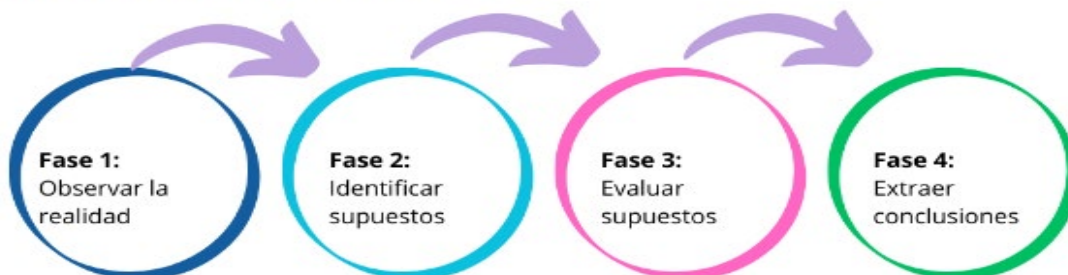 Fase 1:
Observar la
realidad
Fase 2:
Identificar
supuestos
Fase 3:
Evaluar
supuestos
Fase 4:
Extraer
conclusiones